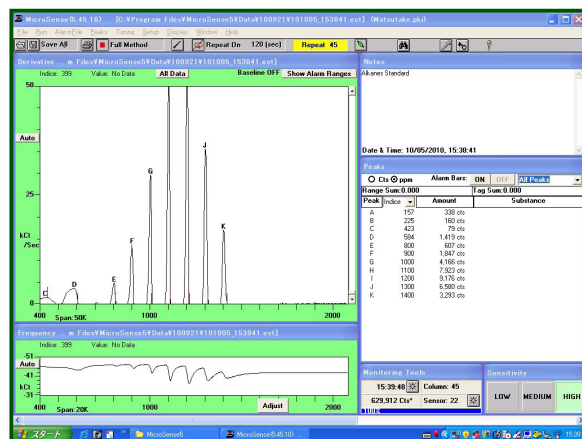 MicroSense(5.45.10) [C:¥Program Files¥MicroSense5¥Data¥100921¥101005_153841.est] (Matsutake.pki)
File Run AlarmFile Peaks Tuning Setup Display Window Help
Save All Full Method Repeat On 120 (sec) Repeat 45
Derivative ... m Files¥MicroSense5¥Data¥100921¥101005_153841.est]
Indice: 399 Value: No Data All Data Baseline OFF Show Alarm Ranges
50
Auto
25
kCt
/Sec
0
C D E F G J K
400 Span:50K 1000 2000
Frequency ... m Files¥MicroSense5¥Data¥100921¥101005_153841.est]
Indice: 399 Value: No Data
-51
Auto
-41
kCt
-31
400 Span:20K 1000 Adjust 2000
Notes
Alkanes Standard
Date & Time: 10/05/2010, 15:38:41
Peaks
Cts ppm Alarm Bars: ON OFF All Peaks
Range Sum:0.000 Tag Sum:0.000
Peak Indice Amount Substance
A 157 338 cts
B 225 160 cts
C 423 79 cts
D 584 1,419 cts
E 800 607 cts
F 900 1,847 cts
G 1000 4,166 cts
H 1100 7,923 cts
I 1200 9,176 cts
J 1300 6,580 cts
K 1400 3,293 cts
Monitoring Tools
15:39:48 Column: 45
629,912 Cts* Sensor: 22
Sensitivity
LOW MEDIUM HIGH
スタート MicroSense5 MicroSense(5.45.10) ... 15:39